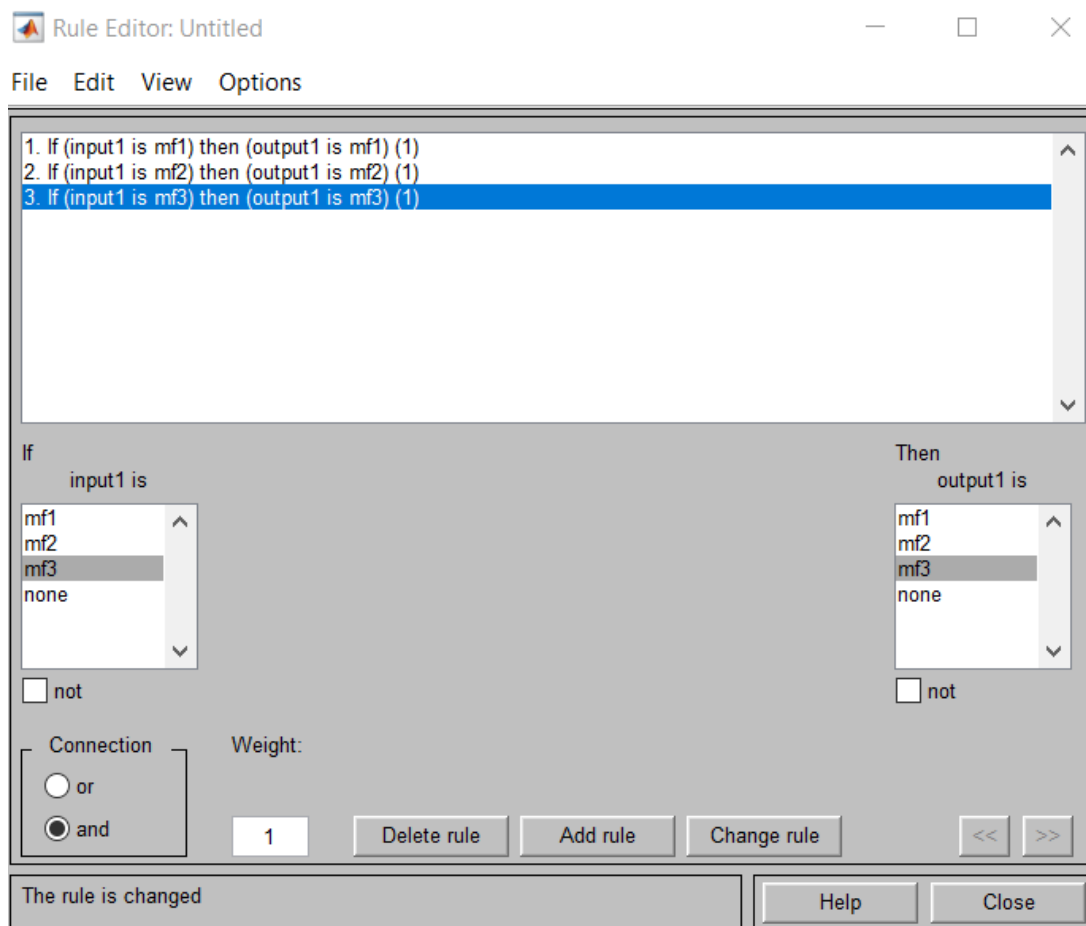 Rule Editor: Untitled
File Edit View Options
1. If (input1 is mf1) then (output1 is mf1) (1)
2. If (input1 is mf2) then (output1 is mf2) (1)
3. If (input1 is mf3) then (output1 is mf3) (1)
If
input1 is
mf1
mf2
mf3
none
not
Then
output1 is
mf1
mf2
mf3
none
not
Connection
or
and
Weight:
1
Delete rule
Add rule
Change rule
<<
>>
The rule is changed
Help
Close